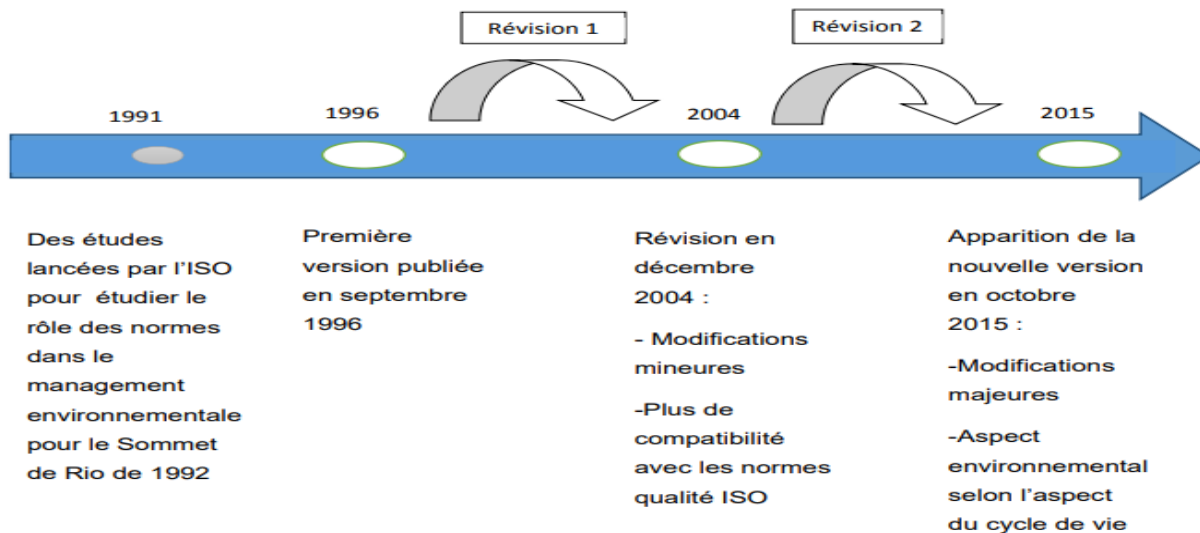 Révision 1
Révision 2
1991
1996
2004
2015
Des études
lancées par l'ISO
pour étudier le
rôle des normes
dans le
management
environnementale
pour le Sommet
de Rio de 1992
Première
version publiée
en septembre
1996
Révision en
décembre
2004 :
- Modifications
mineures
-Plus de
compatibilité
avec les normes
qualité ISO
Apparition de la
nouvelle version
en octobre
2015 :
-Modifications
majeures
-Aspect
environnemental
selon l'aspect
du cycle de vie